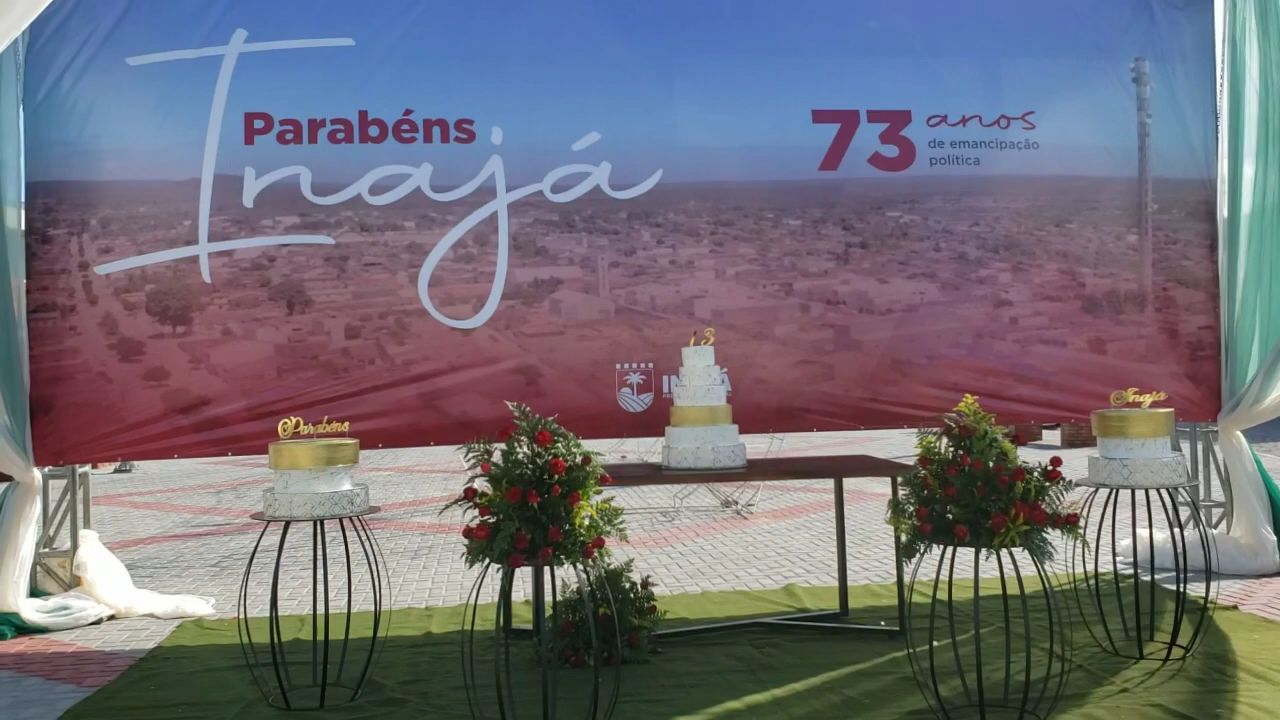 Parabéns
Inajá
73 anos
de emancipação
política
Parabéns
Inajá